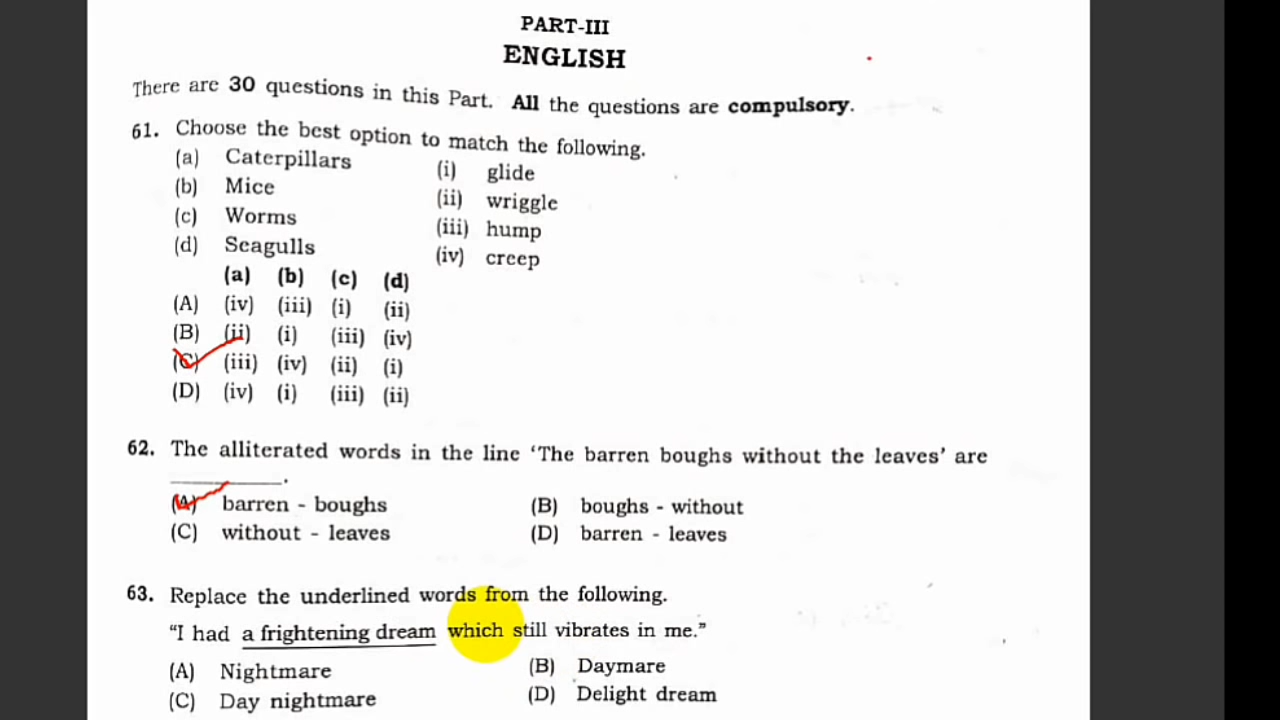 PART-III
ENGLISH
There are 30 questions in this Part. All the questions are compulsory.
61. Choose the best option to match the following.
(a) Caterpillars (i) glide
(b) Mice (ii) wriggle
(c) Worms (iii) hump
(d) Seagulls (iv) creep
(a) (b) (c) (d)
(A) (iv) (iii) (i) (ii)
(B) (ii) (i) (iii) (iv)
(C) (iii) (iv) (ii) (i)
(D) (iv) (i) (iii) (ii)
62. The alliterated words in the line ‘The barren boughs without the leaves’ are
____________.
(A) barren - boughs (B) boughs - without
(C) without - leaves (D) barren - leaves
63. Replace the underlined words from the following.
“I had a frightening dream which still vibrates in me.”
(A) Nightmare (B) Daymare
(C) Day nightmare (D) Delight dream